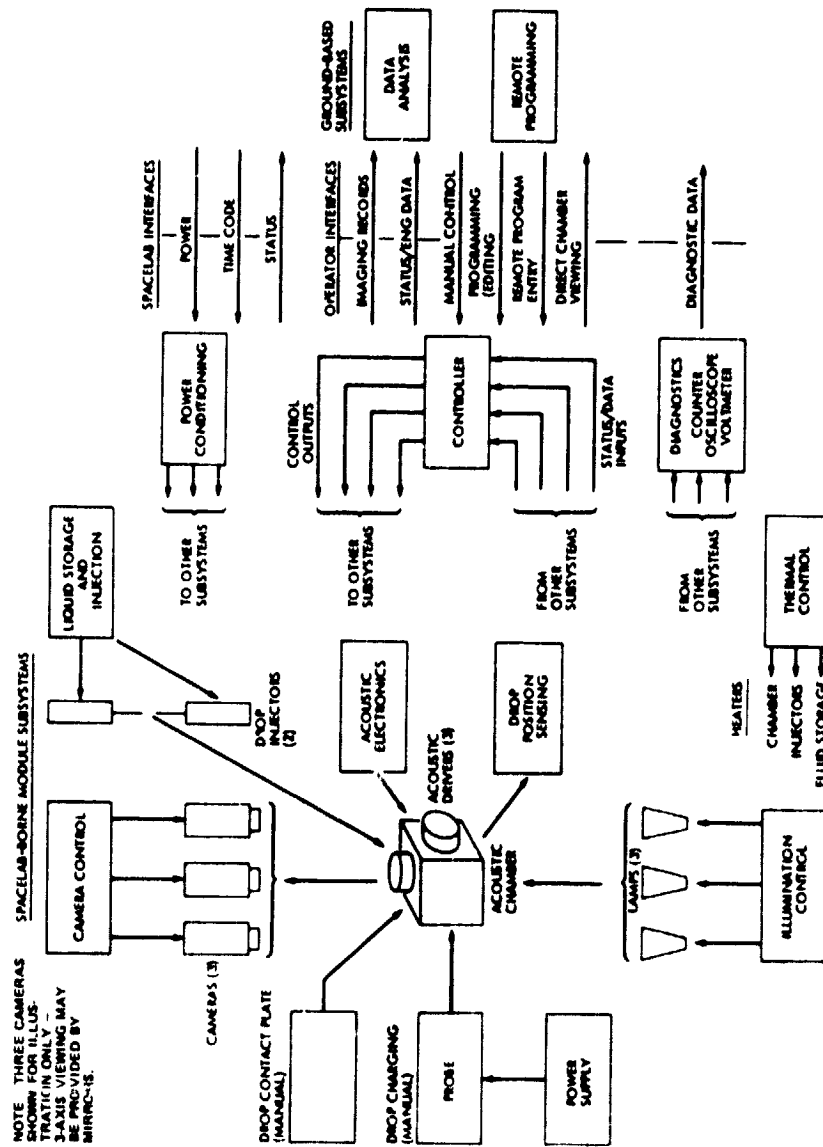 NOTE THREE CAMERAS
SHOWN FOR ILLUS-
TRATION ONLY -
3-AXIS VIEWING MAY
BE PROVIDED BY
MIRRORS.
SPACELAB-BORNE MODULE SUBSYSTEMS
CAMERA CONTROL
CAMERAS (3)
LIQUID STORAGE
AND
INJECTION
DROP
INJECTORS
(2)
DROP CONTACT PLATE
(MANUAL)
DROP CHARGING
(MANUAL)
PROBE
POWER
SUPPLY
ACOUSTIC
ELECTRONICS
ACOUSTIC
DRIVERS (3)
ACOUSTIC
CHAMBER
DROP
POSITION
SENSING
LAMPS (3)
ILLUMINATION
CONTROL
HEATERS
CHAMBER
INJECTORS
FLUID STORAGE
THERMAL
CONTROL
SPACELAB INTERFACES
POWER
TIME CODE
STATUS
POWER
CONDITIONING
TO OTHER
SUBSYSTEMS
OPERATOR INTERFACES
IMAGING RECORDS
STATUS/ENG DATA
MANUAL CONTROL
PROGRAMMING
(EDITING
REMOTE PROGRAM
ENTRY
DIRECT CHAMBER
VIEWING
CONTROL
OUTPUTS
TO OTHER
SUBSYSTEMS
CONTROLLER
FROM
OTHER
SUBSYSTEMS
STATUS/DATA
INPUTS
GROUND-BASED
SUBSYSTEMS
DATA
ANALYSIS
REMOTE
PROGRAMMING
FROM
OTHER
SUBSYSTEMS
DIAGNOSTICS
COUNTER
OSCILLOSCOPE
VOLTMETER
DIAGNOSTIC DATA